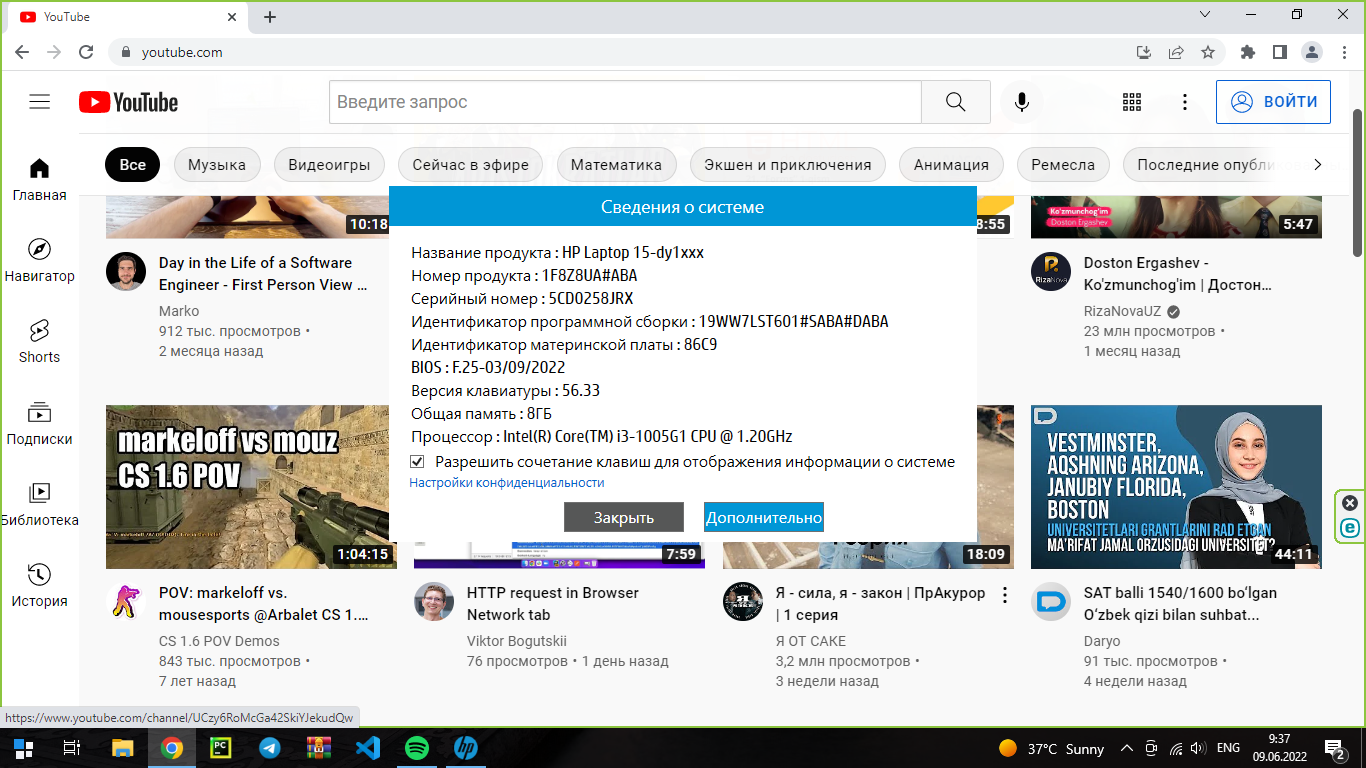 YouTube
youtube.com
YouTube
Введите запрос
ВОЙТИ
Все
Музыка
Видеоигры
Сейчас в эфире
Математика
Экшен и приключения
Анимация
Ремесла
Последние опубли
Главная
Навигатор
Shorts
Подписки
Библиотека
История
10:18
3:55
Ko'zmunchog'im
Doston Ergashev
5:47
Сведения о системе
Название продукта : HP Laptop 15-dy1xxx
Номер продукта : 1F8Z8UA#ABA
Серийный номер : 5CD0258JRX
Идентификатор программной сборки : 19WW7LST601#SABA#DABA
Идентификатор материнской платы : 86C9
BIOS : F.25-03/09/2022
Версия клавиатуры : 56.33
Общая память : 8ГБ
Процессор : Intel(R) Core(TM) i3-1005G1 CPU @ 1.20GHz
Разрешить сочетание клавиш для отображения информации о системе
Настройки конфиденциальности
Закрыть
Дополнительно
Day in the Life of a Software
Engineer - First Person View ...
Marko
912 тыс. просмотров •
2 месяца назад
RizaNova
Doston Ergashev -
Ko'zmunchog'im | Достон...
RizaNovaUZ
23 млн просмотров •
1 месяц назад
markeloff vs mouz
CS 1.6 POV
1:04:15
7:59
18:09
VESTMINSTER,
AQSHNING ARIZONA,
JANUBIY FLORIDA,
BOSTON
UNIVERSITETLARI GRANTLARINI RAD ETGAN
MA'RIFAT JAMAL ORZUSIDAGI UNIVERSITET?
44:11
POV: markeloff vs.
mousesports @Arbalet CS 1....
CS 1.6 POV Demos
843 тыс. просмотров •
7 лет назад
HTTP request in Browser
Network tab
Viktor Bogutskii
76 просмотров • 1 день назад
Я - сила, я - закон | ПрАкурор
| 1 серия
Я ОТ САКЕ
3,2 млн просмотров •
3 недели назад
SAT balli 1540/1600 bo‘lgan
O‘zbek qizi bilan suhbat...
Daryo
91 тыс. просмотров •
4 недели назад
https://www.youtube.com/channel/UCzy6RoMcGa42SkiYJekudQw
37°C Sunny
ENG
9:37
09.06.2022
2